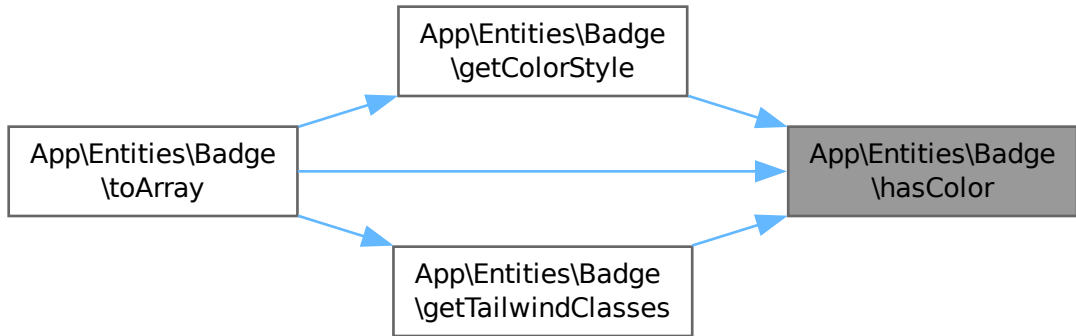 App\Entities\Badge
\getColorStyle
App\Entities\Badge
\toArray
App\Entities\Badge
\hasColor
App\Entities\Badge
\getTailwindClasses